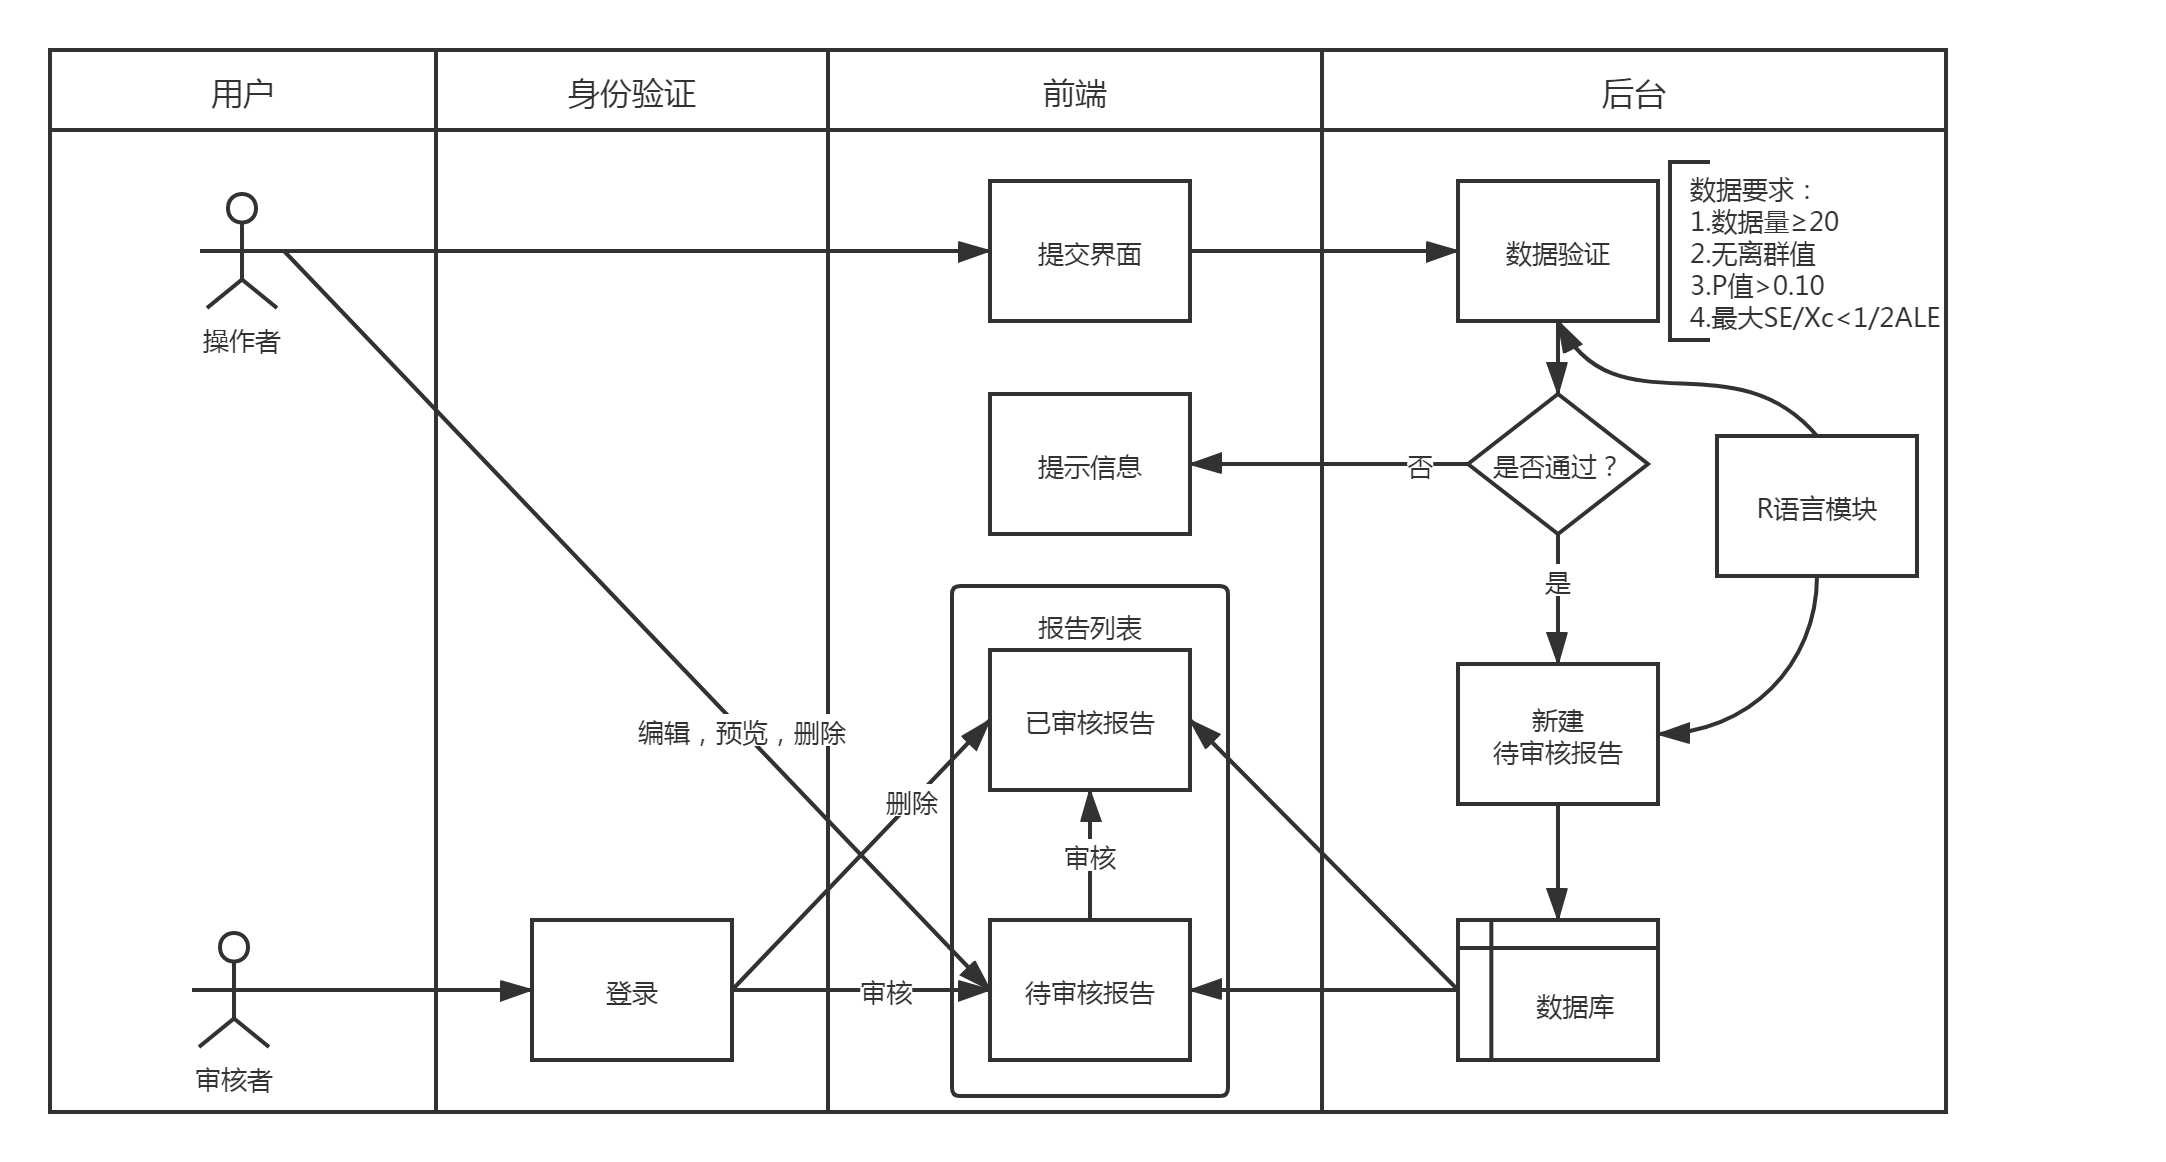 用户
身份验证
前端
后台
操作者
提交界面
数据验证
数据要求：
1.数据量≥20
2.无离群值
3.P值>0.10
4.最大SE/Xc<1/2ALE
提示信息
否
是否通过？
R语言模块
是
报告列表
已审核报告
新建
待审核报告
编辑，预览，删除
删除
审核
审核者
登录
审核
待审核报告
数据库